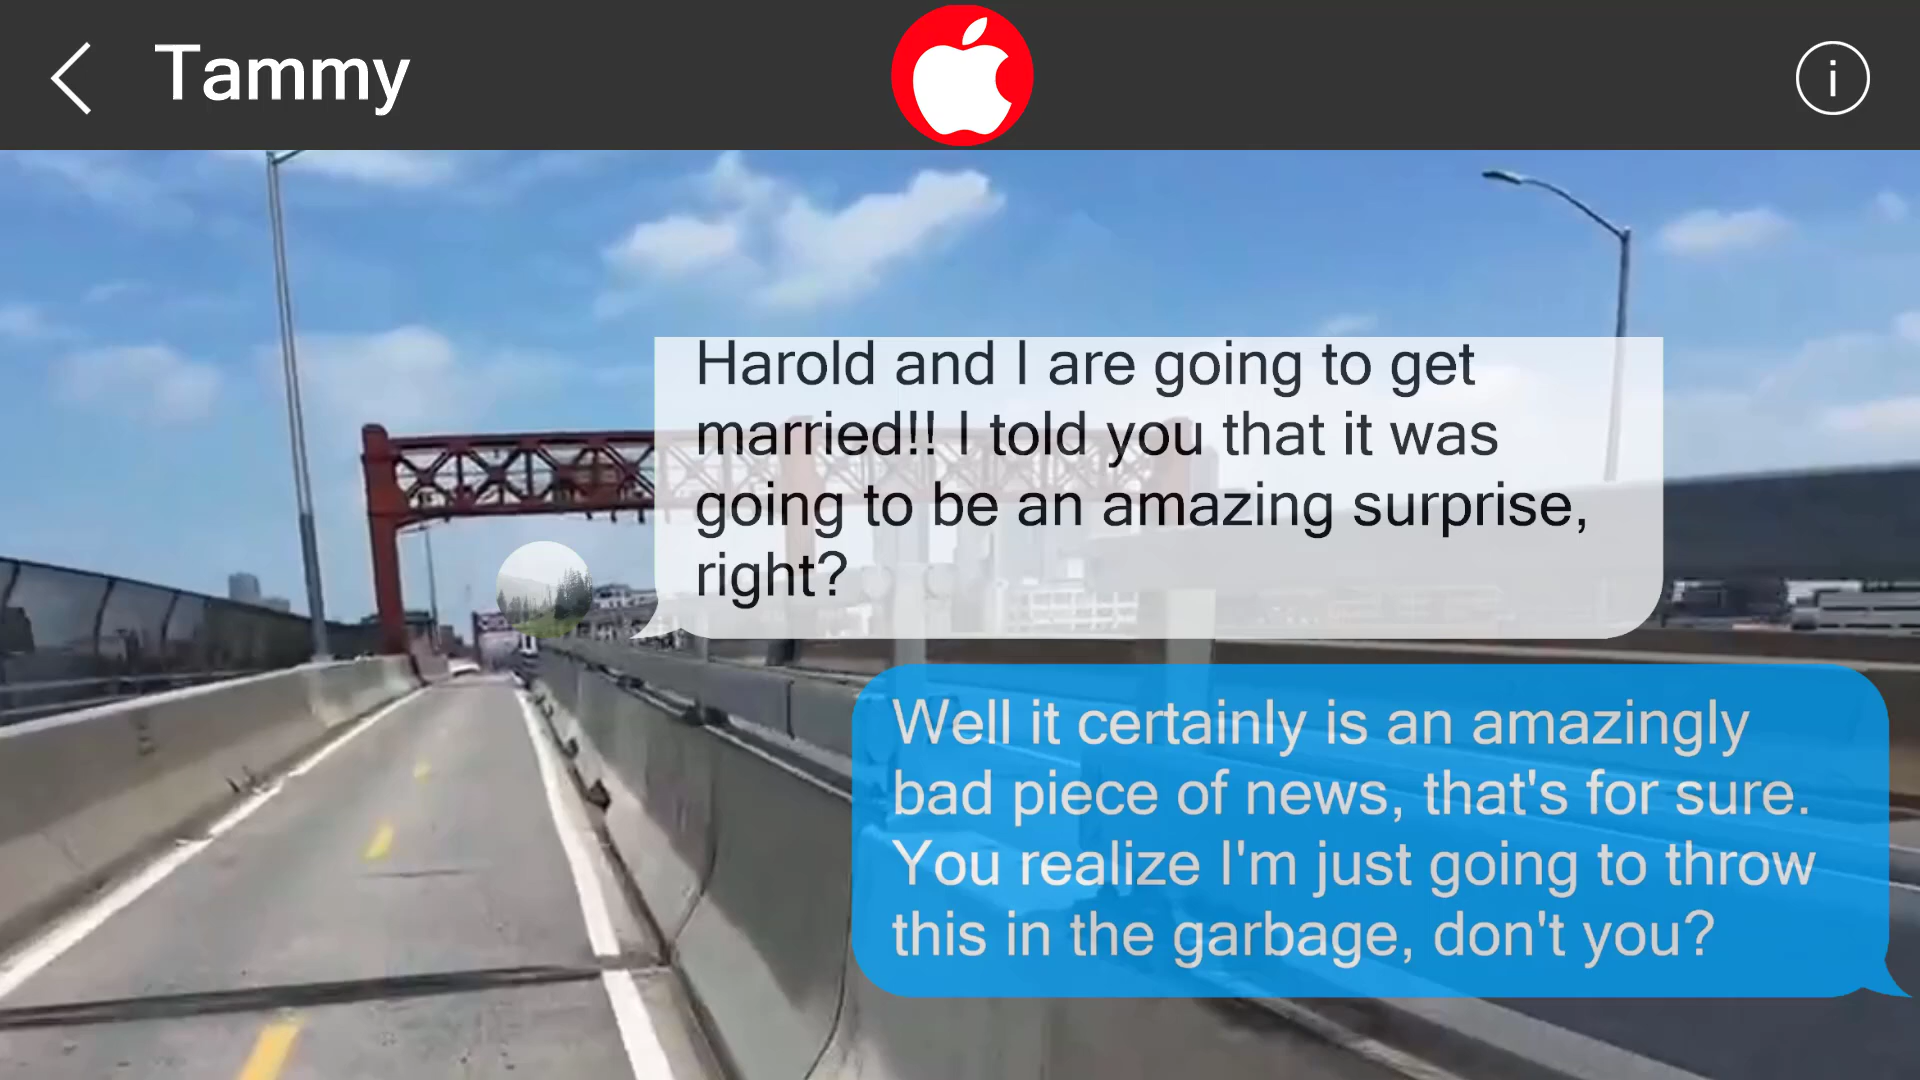 Tammy
i
Harold and I are going to get
married!! I told you that it was
going to be an amazing surprise,
right?
Well it certainly is an amazingly
bad piece of news, that's for sure.
You realize I'm just going to throw
this in the garbage, don't you?